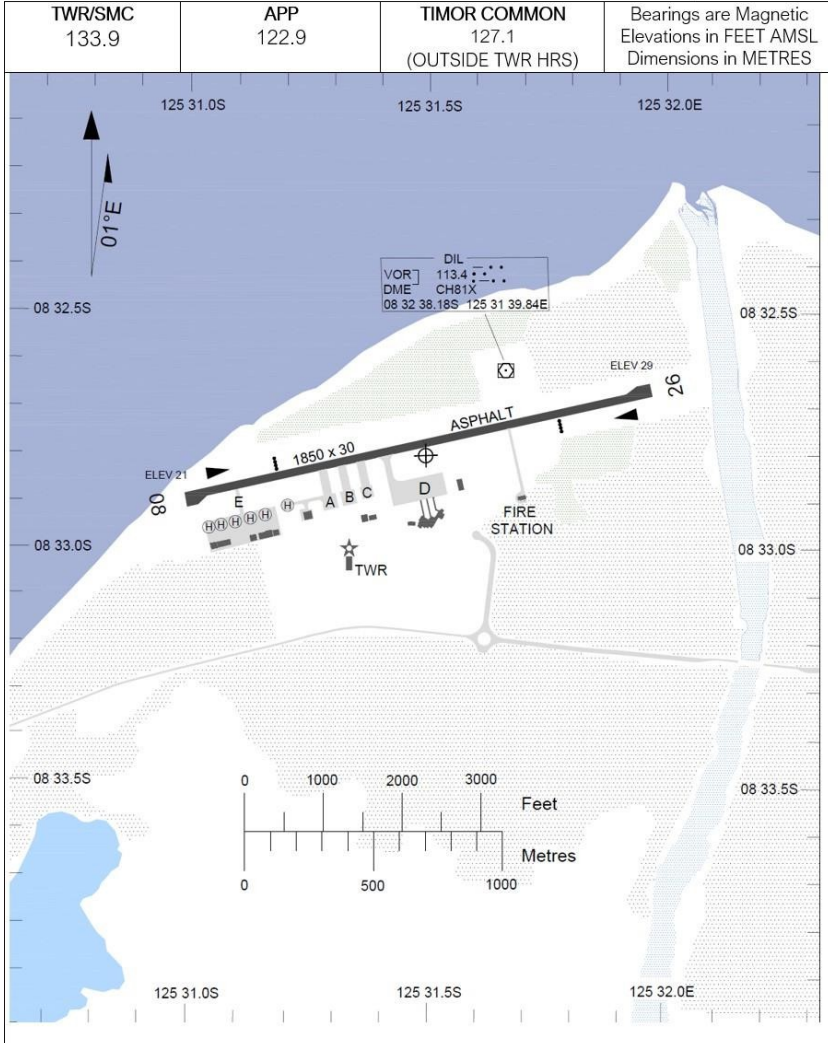 TWR/SMC
133.9
APP
122.9
TIMOR COMMON
127.1
(OUTSIDE TWR HRS)
Bearings are Magnetic
Elevations in FEET AMSL
Dimensions in METRES
125 31.0S
125 31.5S
125 32.0E
01°E
DIL
VOR 113.4
DME CH81X
08 32 38.18S 125 31 39.84E
08 32.5S
08 32.5S
ELEV 29
26
ASPHALT
1850 x 30
ELEV 21
08
E
H
H
H
H
H
H
A
B
C
D
FIRE
STATION
TWR
08 33.0S
08 33.0S
08 33.5S
08 33.5S
0 1000 2000 3000
Feet
Metres
0 500 1000
125 31.0S
125 31.5S
125 32.0E